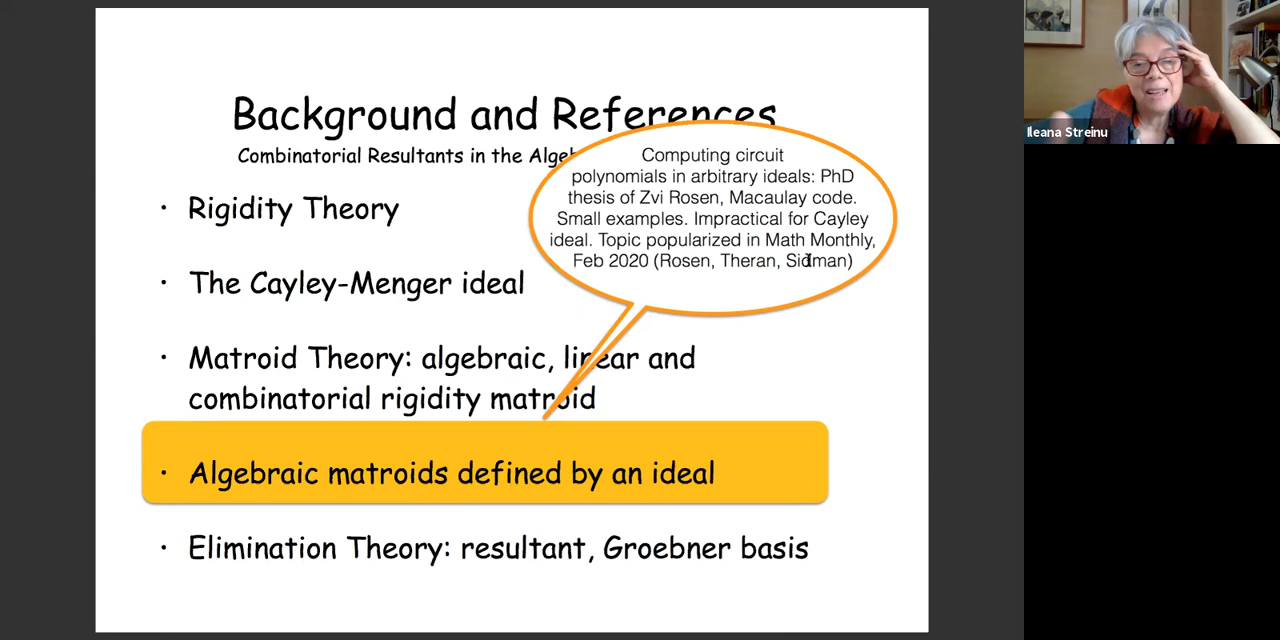 Background and References
Combinatorial Resultants in the
Computing circuit
polynomials in arbitrary ideals: PhD
thesis of Zvi Rosen, Macaulay code.
Small examples. Impractical for Cayley
ideal. Topic popularized in Math Monthly,
Feb 2020 (Rosen, Theran, Sidman)
· Rigidity Theory
· The Cayley-Menger ideal
· Matroid Theory: algebraic, linear and
combinatorial rigidity matroid
· Algebraic matroids defined by an ideal
· Elimination Theory: resultant, Groebner basis
Ileana Streinu